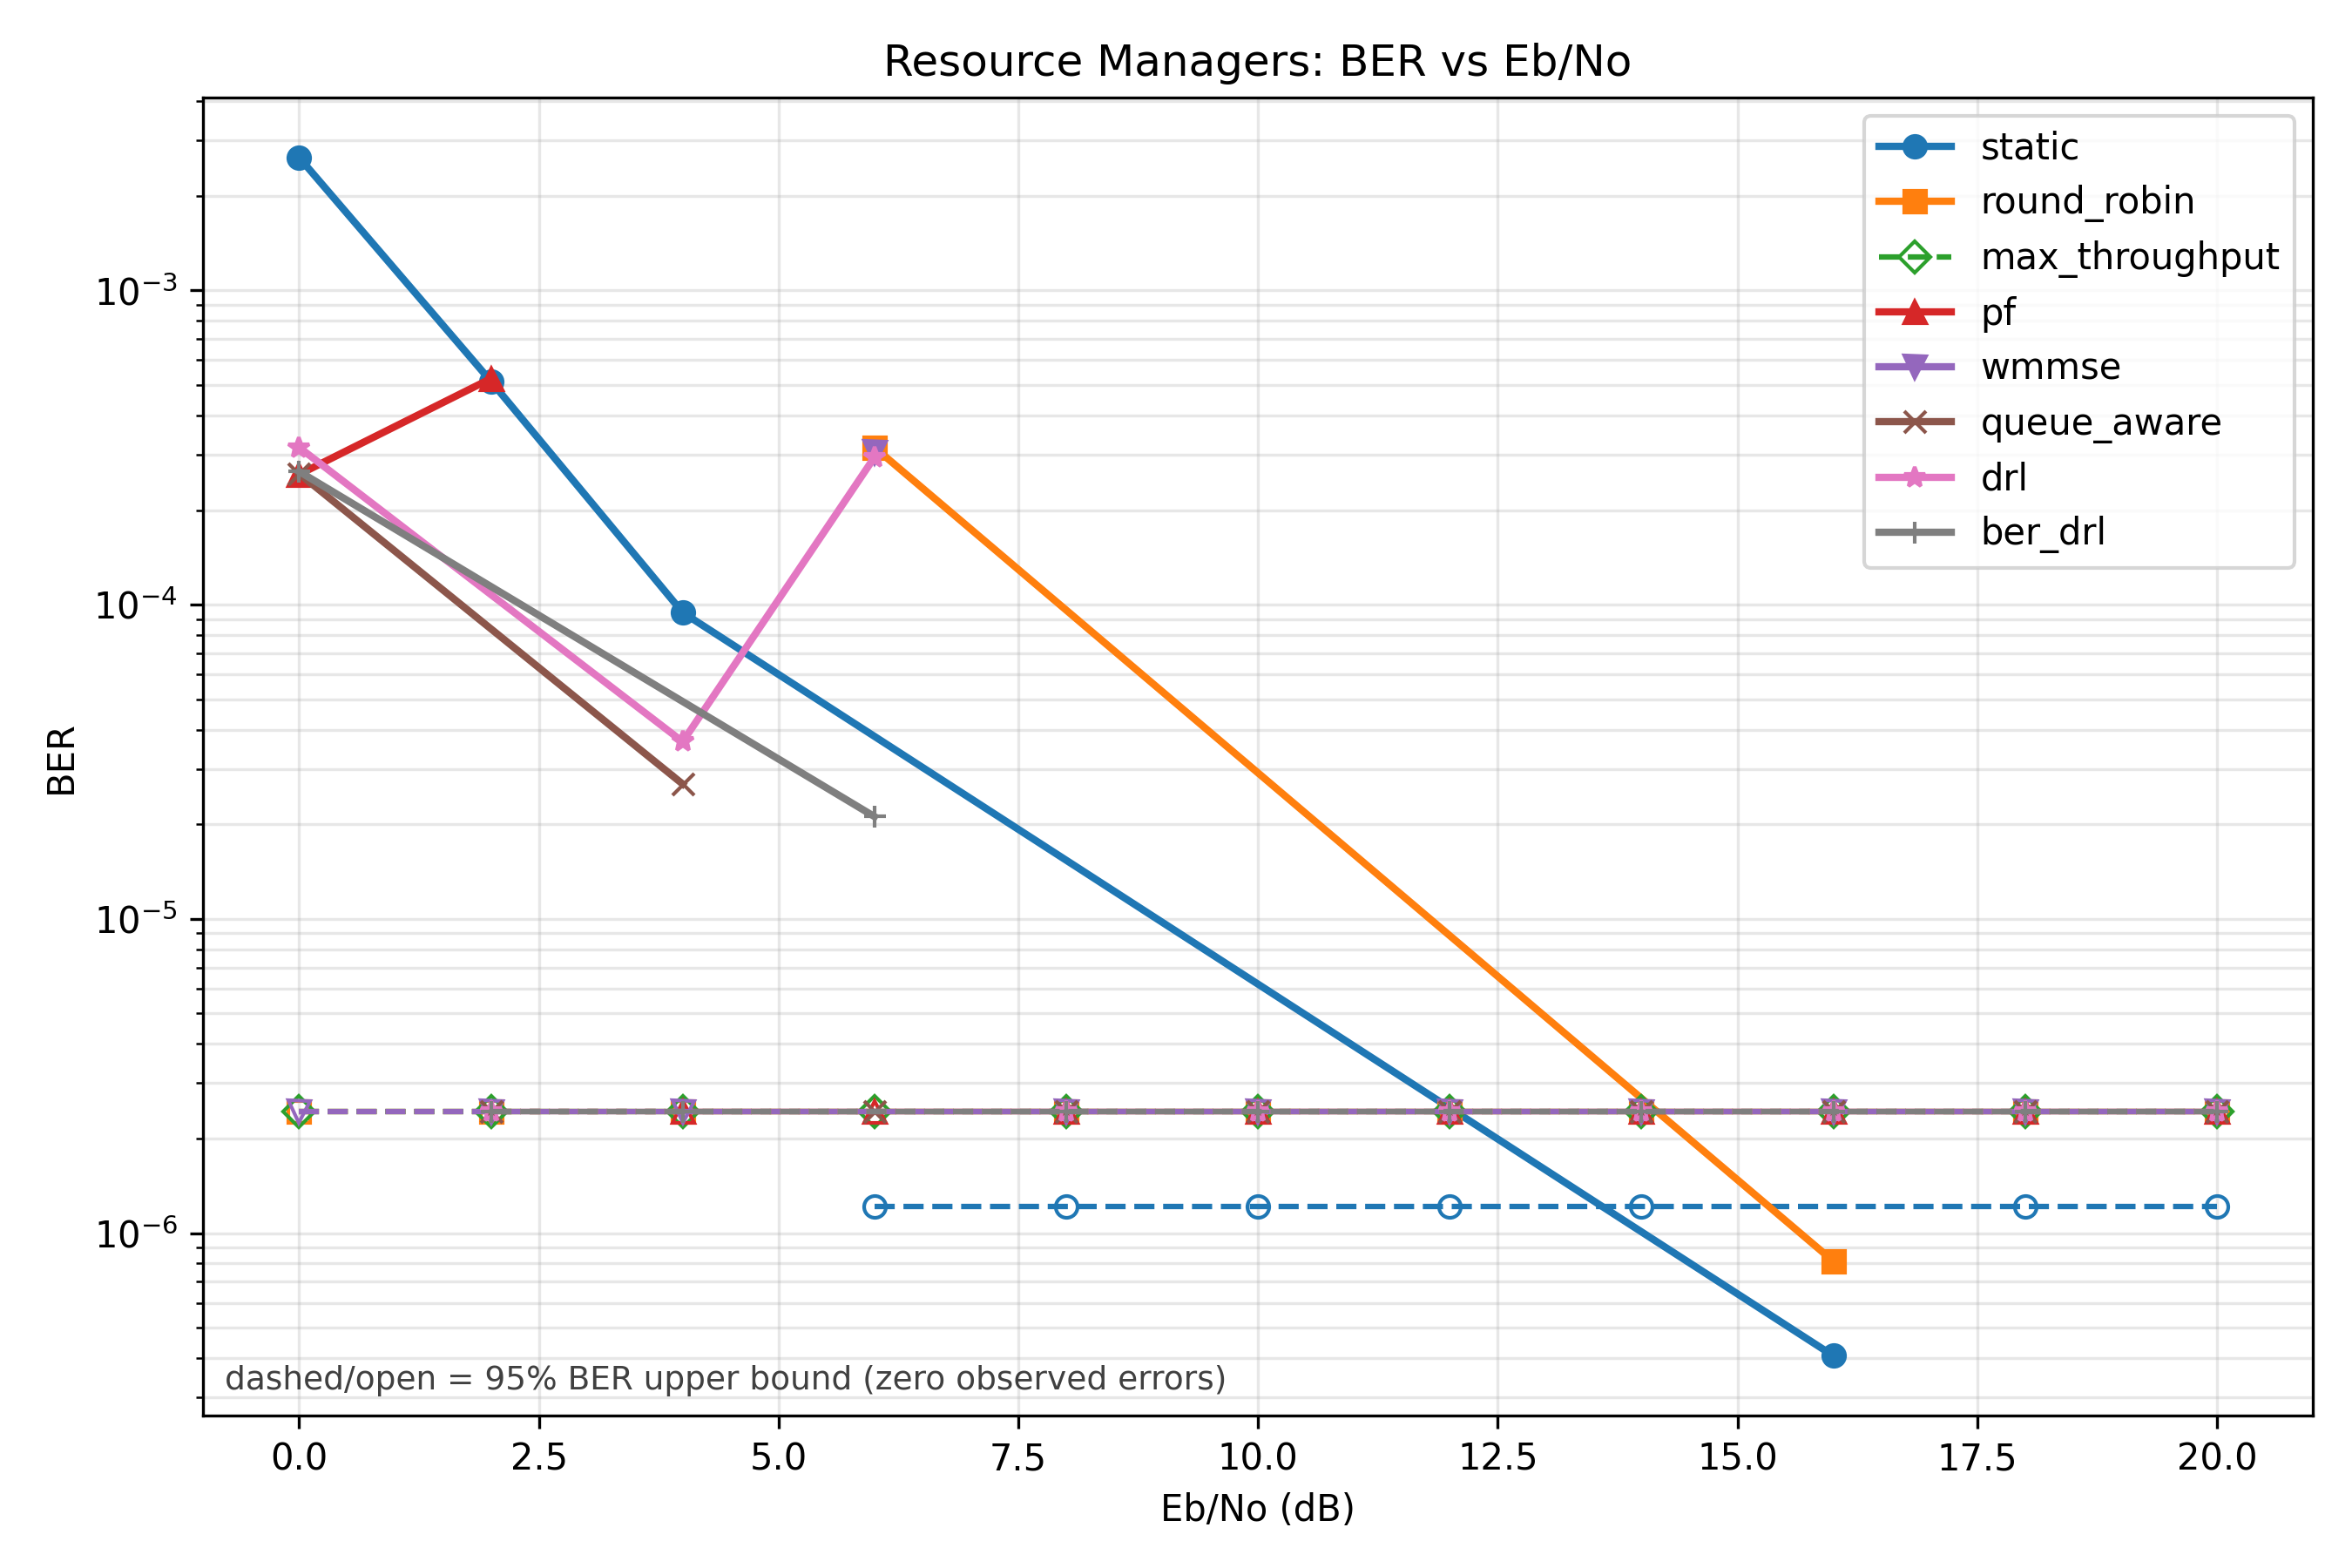 Resource Managers: BER vs Eb/No
static
round_robin
max_throughput
pf
wmmse
queue_aware
drl
ber_drl
BER
10⁻³
10⁻⁴
10⁻⁵
10⁻⁶
dashed/open = 95% BER upper bound (zero observed errors)
0.0 2.5 5.0 7.5 10.0 12.5 15.0 17.5 20.0
Eb/No (dB)